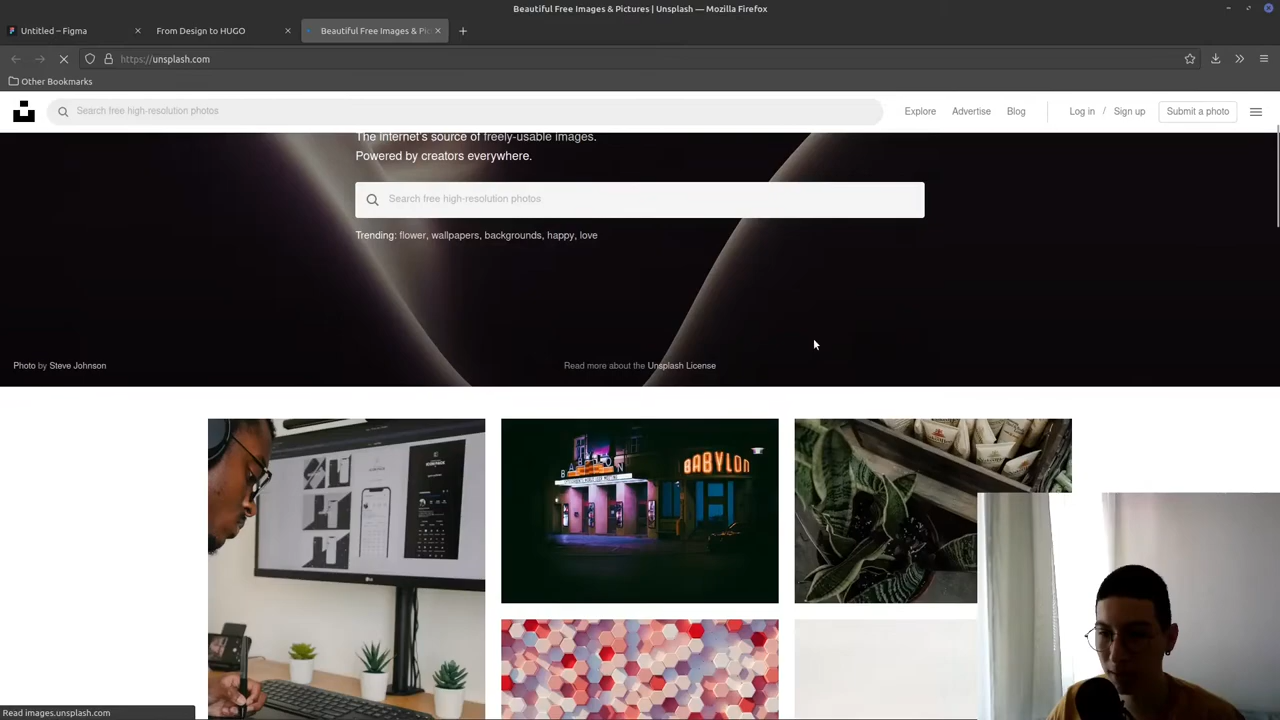 Beautiful Free Images & Pictures | Unsplash — Mozilla Firefox
Untitled – Figma
From Design to HUGO
Beautiful Free Images & Pic
https://unsplash.com
Other Bookmarks
Search free high-resolution photos
Explore
Advertise
Blog
Log in / Sign up
Submit a photo
The internet's source of freely-usable images.
Powered by creators everywhere.
Search free high-resolution photos
Trending: flower, wallpapers, backgrounds, happy, love
Photo by Steve Johnson
Read more about the Unsplash License
BABYLON
BABYLON
LG
Read images.unsplash.com